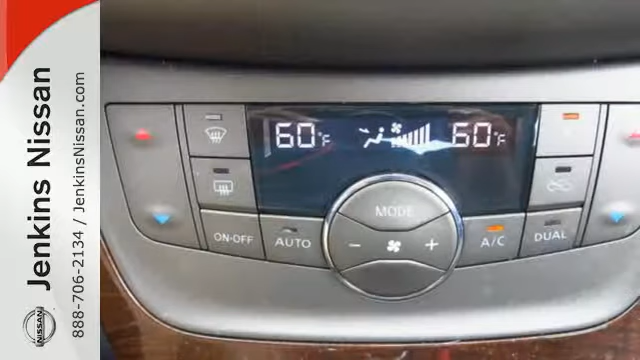 Jenkins Nissan
888-706-2134 / JenkinsNissan.com
NISSAN
60°F 60°F
MODE
ON·OFF AUTO - + A/C DUAL